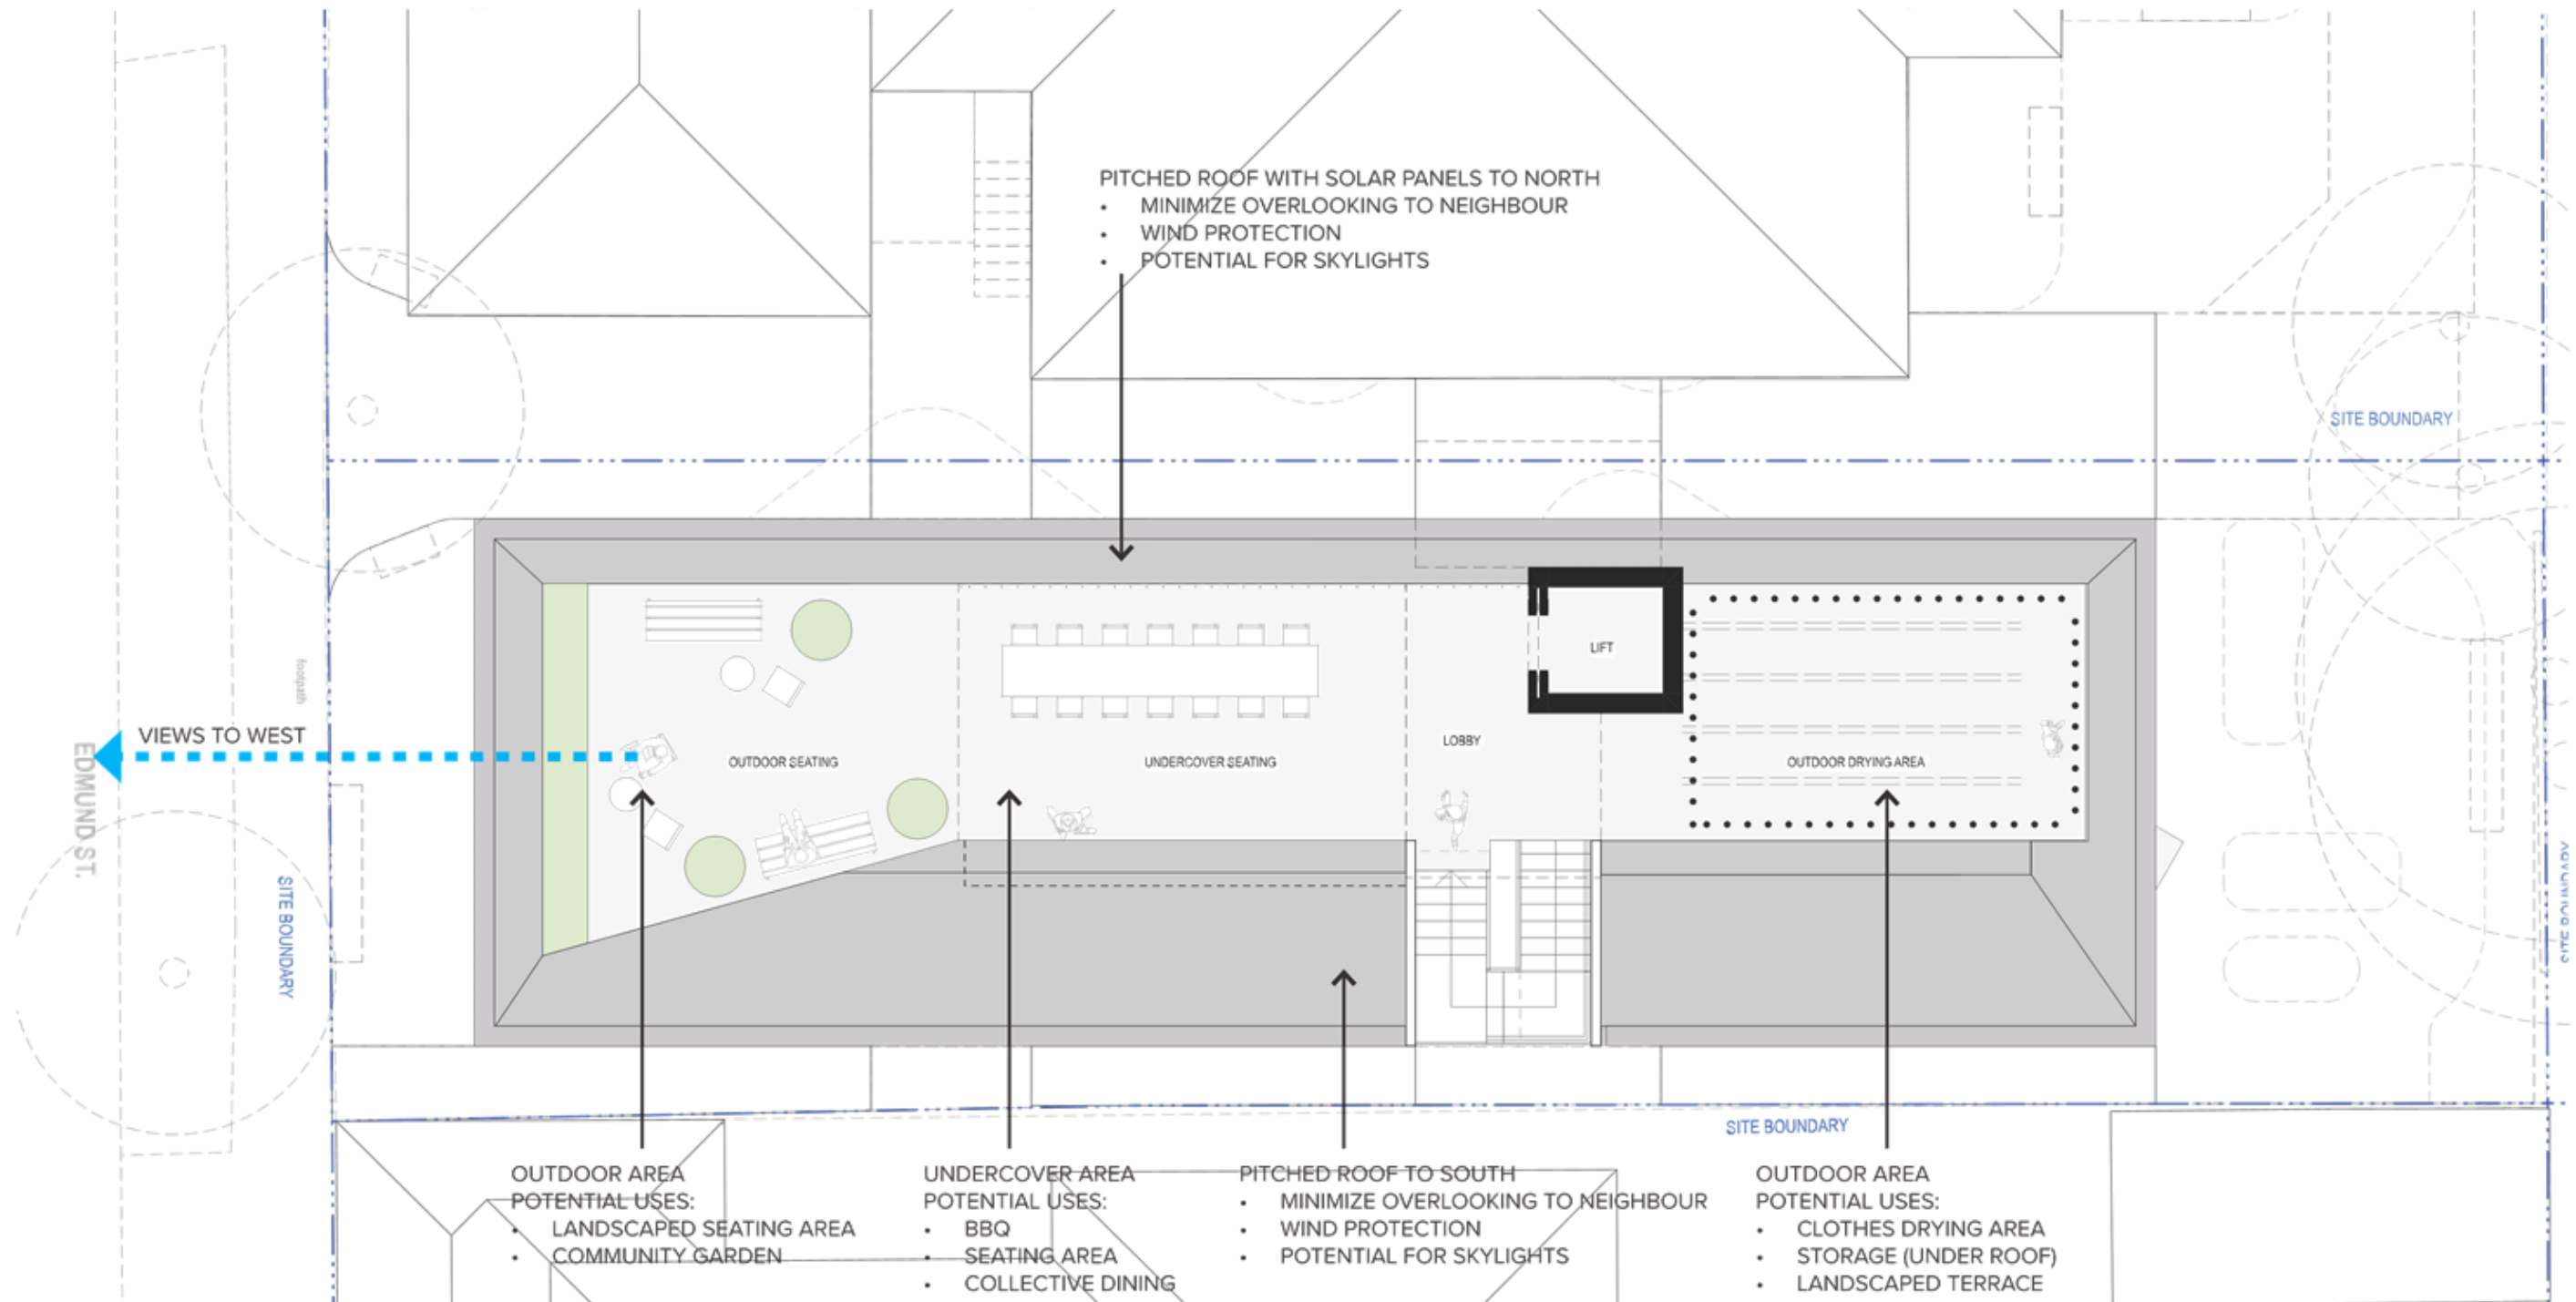 PITCHED ROOF WITH SOLAR PANELS TO NORTH
• MINIMIZE OVERLOOKING TO NEIGHBOUR
• WIND PROTECTION
• POTENTIAL FOR SKYLIGHTS
SITE BOUNDARY
footpath
VIEWS TO WEST
EDMUND ST.
SITE BOUNDARY
LIFT
LOBBY
OUTDOOR SEATING
UNDERCOVER SEATING
OUTDOOR DRYING AREA
SITE BOUNDARY
SITE BOUNDARY
OUTDOOR AREA
POTENTIAL USES:
• LANDSCAPED SEATING AREA
• COMMUNITY GARDEN
UNDERCOVER AREA
POTENTIAL USES:
• BBQ
• SEATING AREA
• COLLECTIVE DINING
PITCHED ROOF TO SOUTH
• MINIMIZE OVERLOOKING TO NEIGHBOUR
• WIND PROTECTION
• POTENTIAL FOR SKYLIGHTS
OUTDOOR AREA
POTENTIAL USES:
• CLOTHES DRYING AREA
• STORAGE (UNDER ROOF)
• LANDSCAPED TERRACE